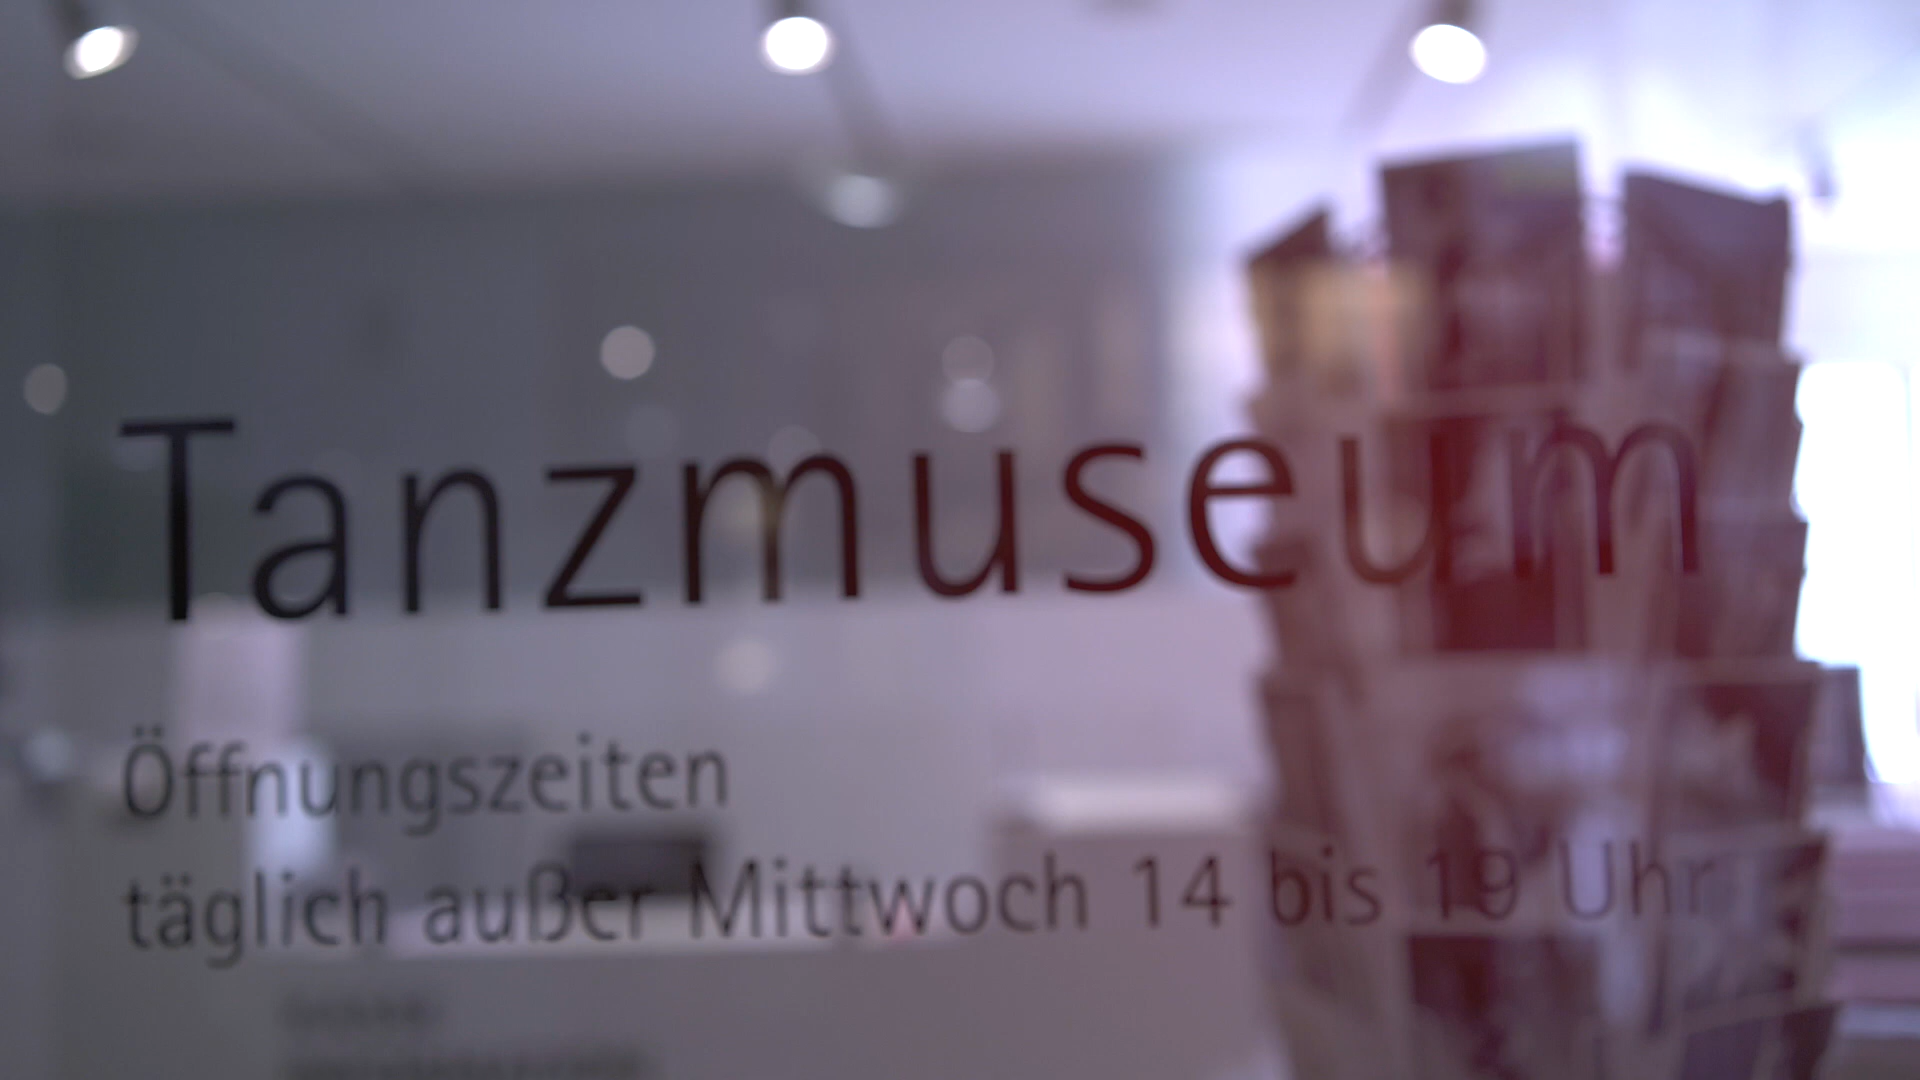 Tanzmuseum
Öffnungszeiten
täglich außer Mittwoch 14 bis 19 Uhr